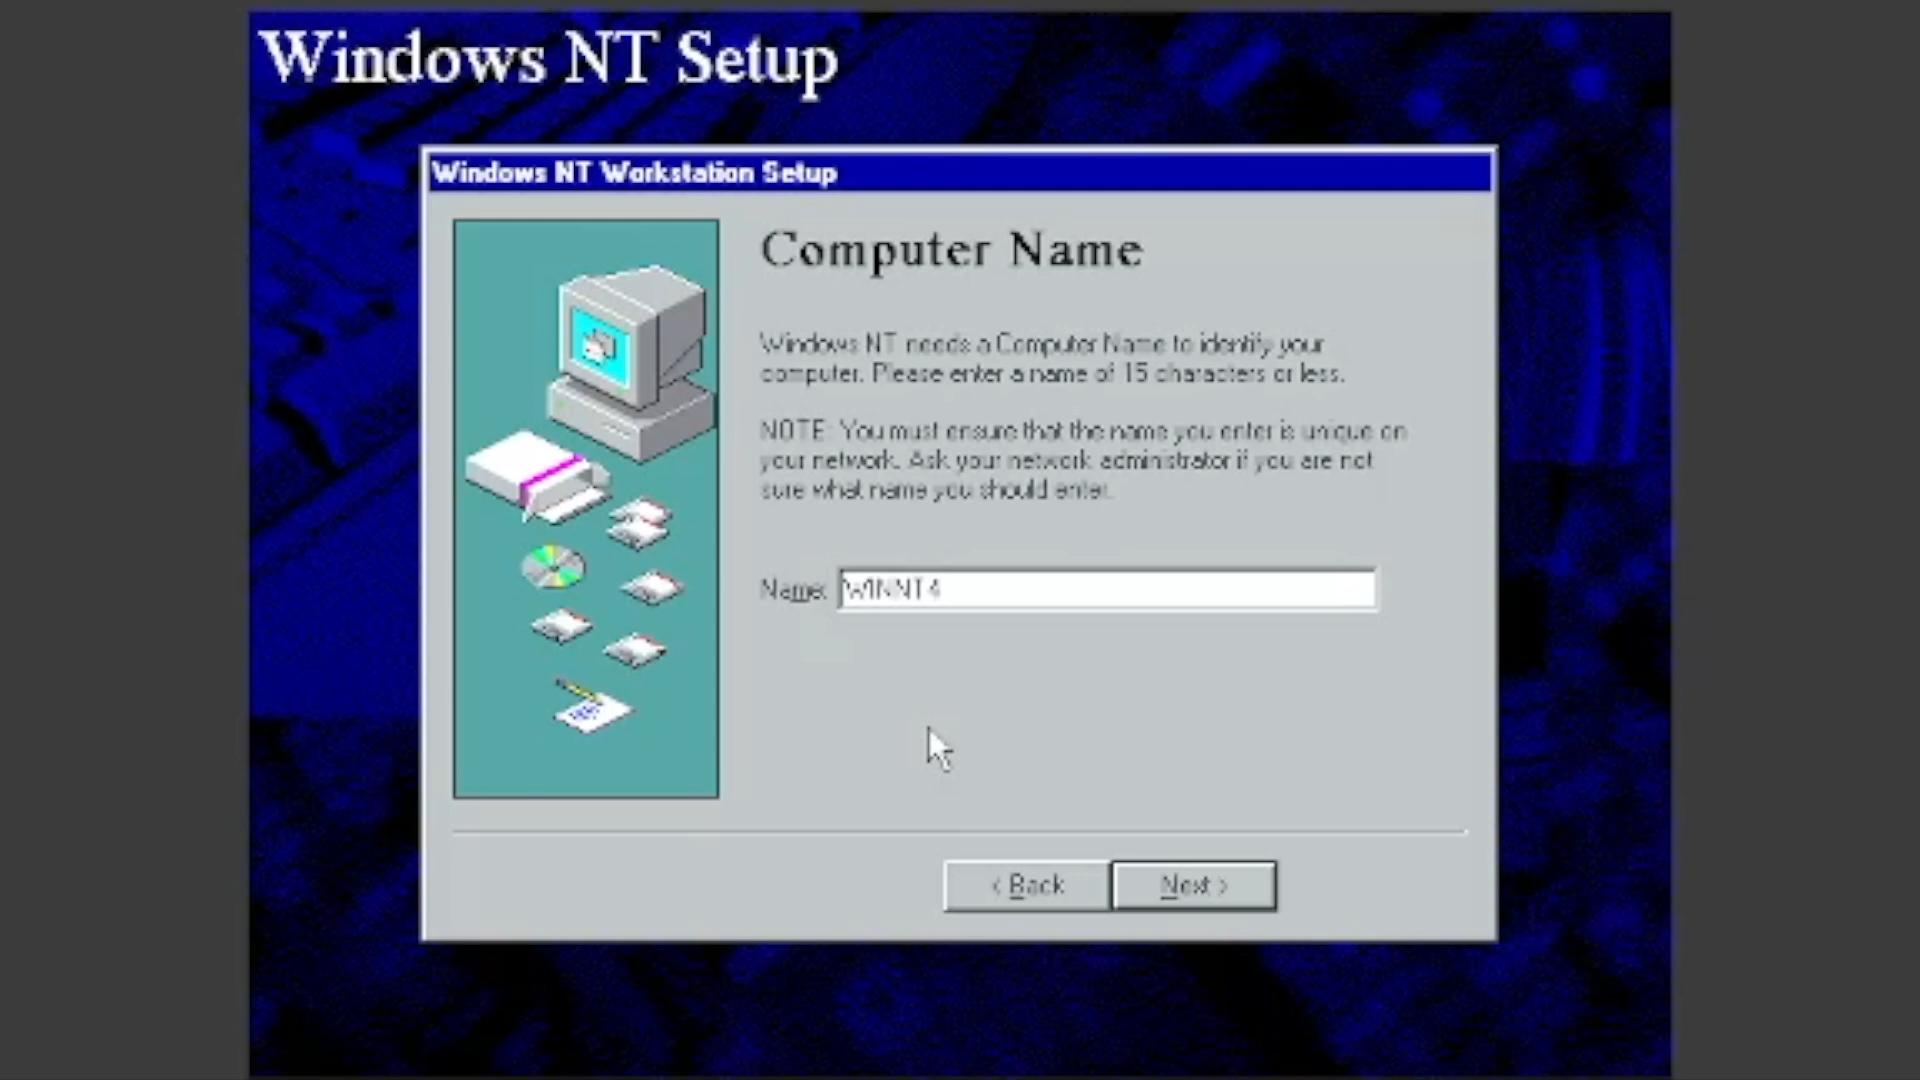 Windows NT Setup
Windows NT Workstation Setup
Computer Name
Windows NT needs a Computer Name to identify your
computer. Please enter a name of 15 characters or less.
NOTE: You must ensure that the name you enter is unique on
your network. Ask your network administrator if you are not
sure what name you should enter.
Name: WINNT4
< Back Next >